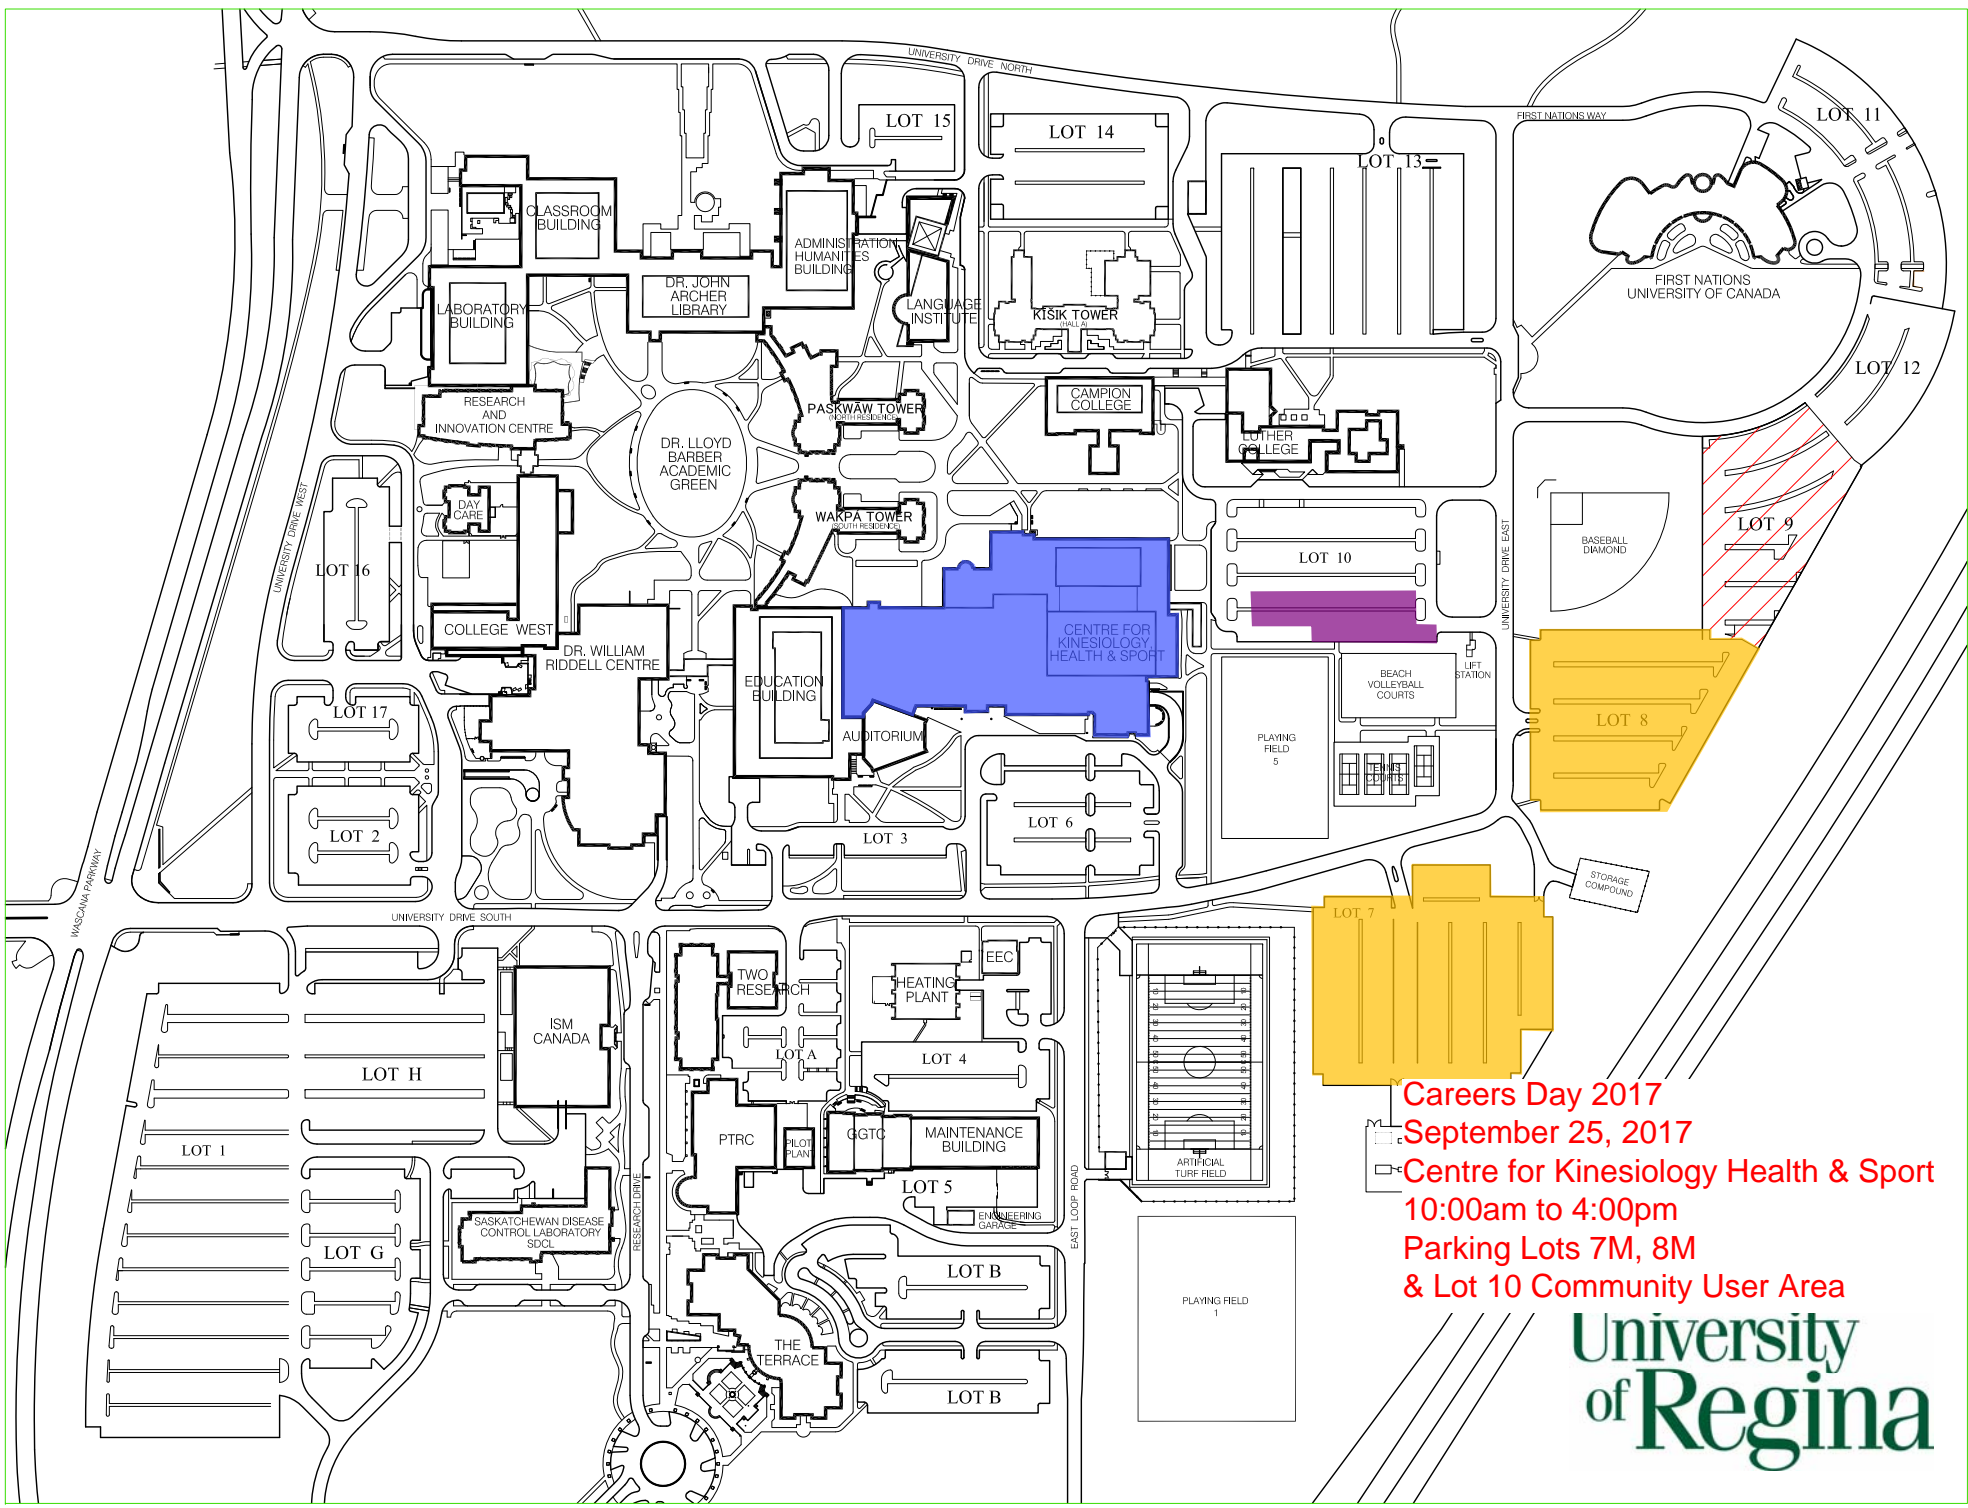 UNIVERSITY DRIVE NORTH
FIRST NATIONS WAY
LOT 11
LOT 15
LOT 14
LOT 13
CLASSROOM
BUILDING
ADMINISTRATION
HUMANITIES
BUILDING
DR. JOHN
ARCHER
LIBRARY
LABORATORY
BUILDING
LANGUAGE
INSTITUTE
KĪŠIK TOWER
(HALL A)
FIRST NATIONS
UNIVERSITY OF CANADA
LOT 12
RESEARCH
AND
INNOVATION CENTRE
PASKWĀW TOWER
(NORTH RESIDENCE)
CAMPION
COLLEGE
LUTHER
COLLEGE
DR. LLOYD
BARBER
ACADEMIC
GREEN
DAY
CARE
WAKPÁ TOWER
(SOUTH RESIDENCE)
UNIVERSITY DRIVE WEST
UNIVERSITY DRIVE EAST
LOT 9
BASEBALL
DIAMOND
LOT 10
LOT 16
COLLEGE WEST
DR. WILLIAM
RIDDELL CENTRE
CENTRE FOR
KINESIOLOGY,
HEALTH & SPORT
EDUCATION
BUILDING
LIFT
STATION
BEACH
VOLLEYBALL
COURTS
LOT 17
LOT 8
AUDITORIUM
PLAYING
FIELD
5
TENNIS
COURTS
LOT 2
LOT 3
LOT 6
WASCANA PARKWAY
STORAGE
COMPOUND
UNIVERSITY DRIVE SOUTH
LOT 7
TWO
RESEARCH
HEATING
PLANT
EEC
ISM
CANADA
LOT A
LOT 4
LOT H
PTRC
PILOT
PLANT
GGTC
MAINTENANCE
BUILDING
LOT 1
ARTIFICIAL
TURF FIELD
LOT 5
ENGINEERING
GARAGE
RESEARCH DRIVE
EAST LOOP ROAD
SASKATCHEWAN DISEASE
CONTROL LABORATORY
SDCL
LOT G
LOT B
THE
TERRACE
LOT B
PLAYING FIELD
1
Careers Day 2017
September 25, 2017
Centre for Kinesiology Health & Sport
10:00am to 4:00pm
Parking Lots 7M, 8M
& Lot 10 Community User Area
University
of Regina